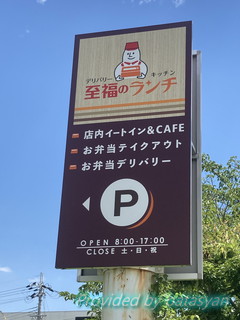 デリバリー キッチン
至福のランチ
店内イートイン&CAFE
お弁当テイクアウト
お弁当デリバリー
P
OPEN 8:00-17:00
CLOSE 土・日・祝
Provided by Satasyan